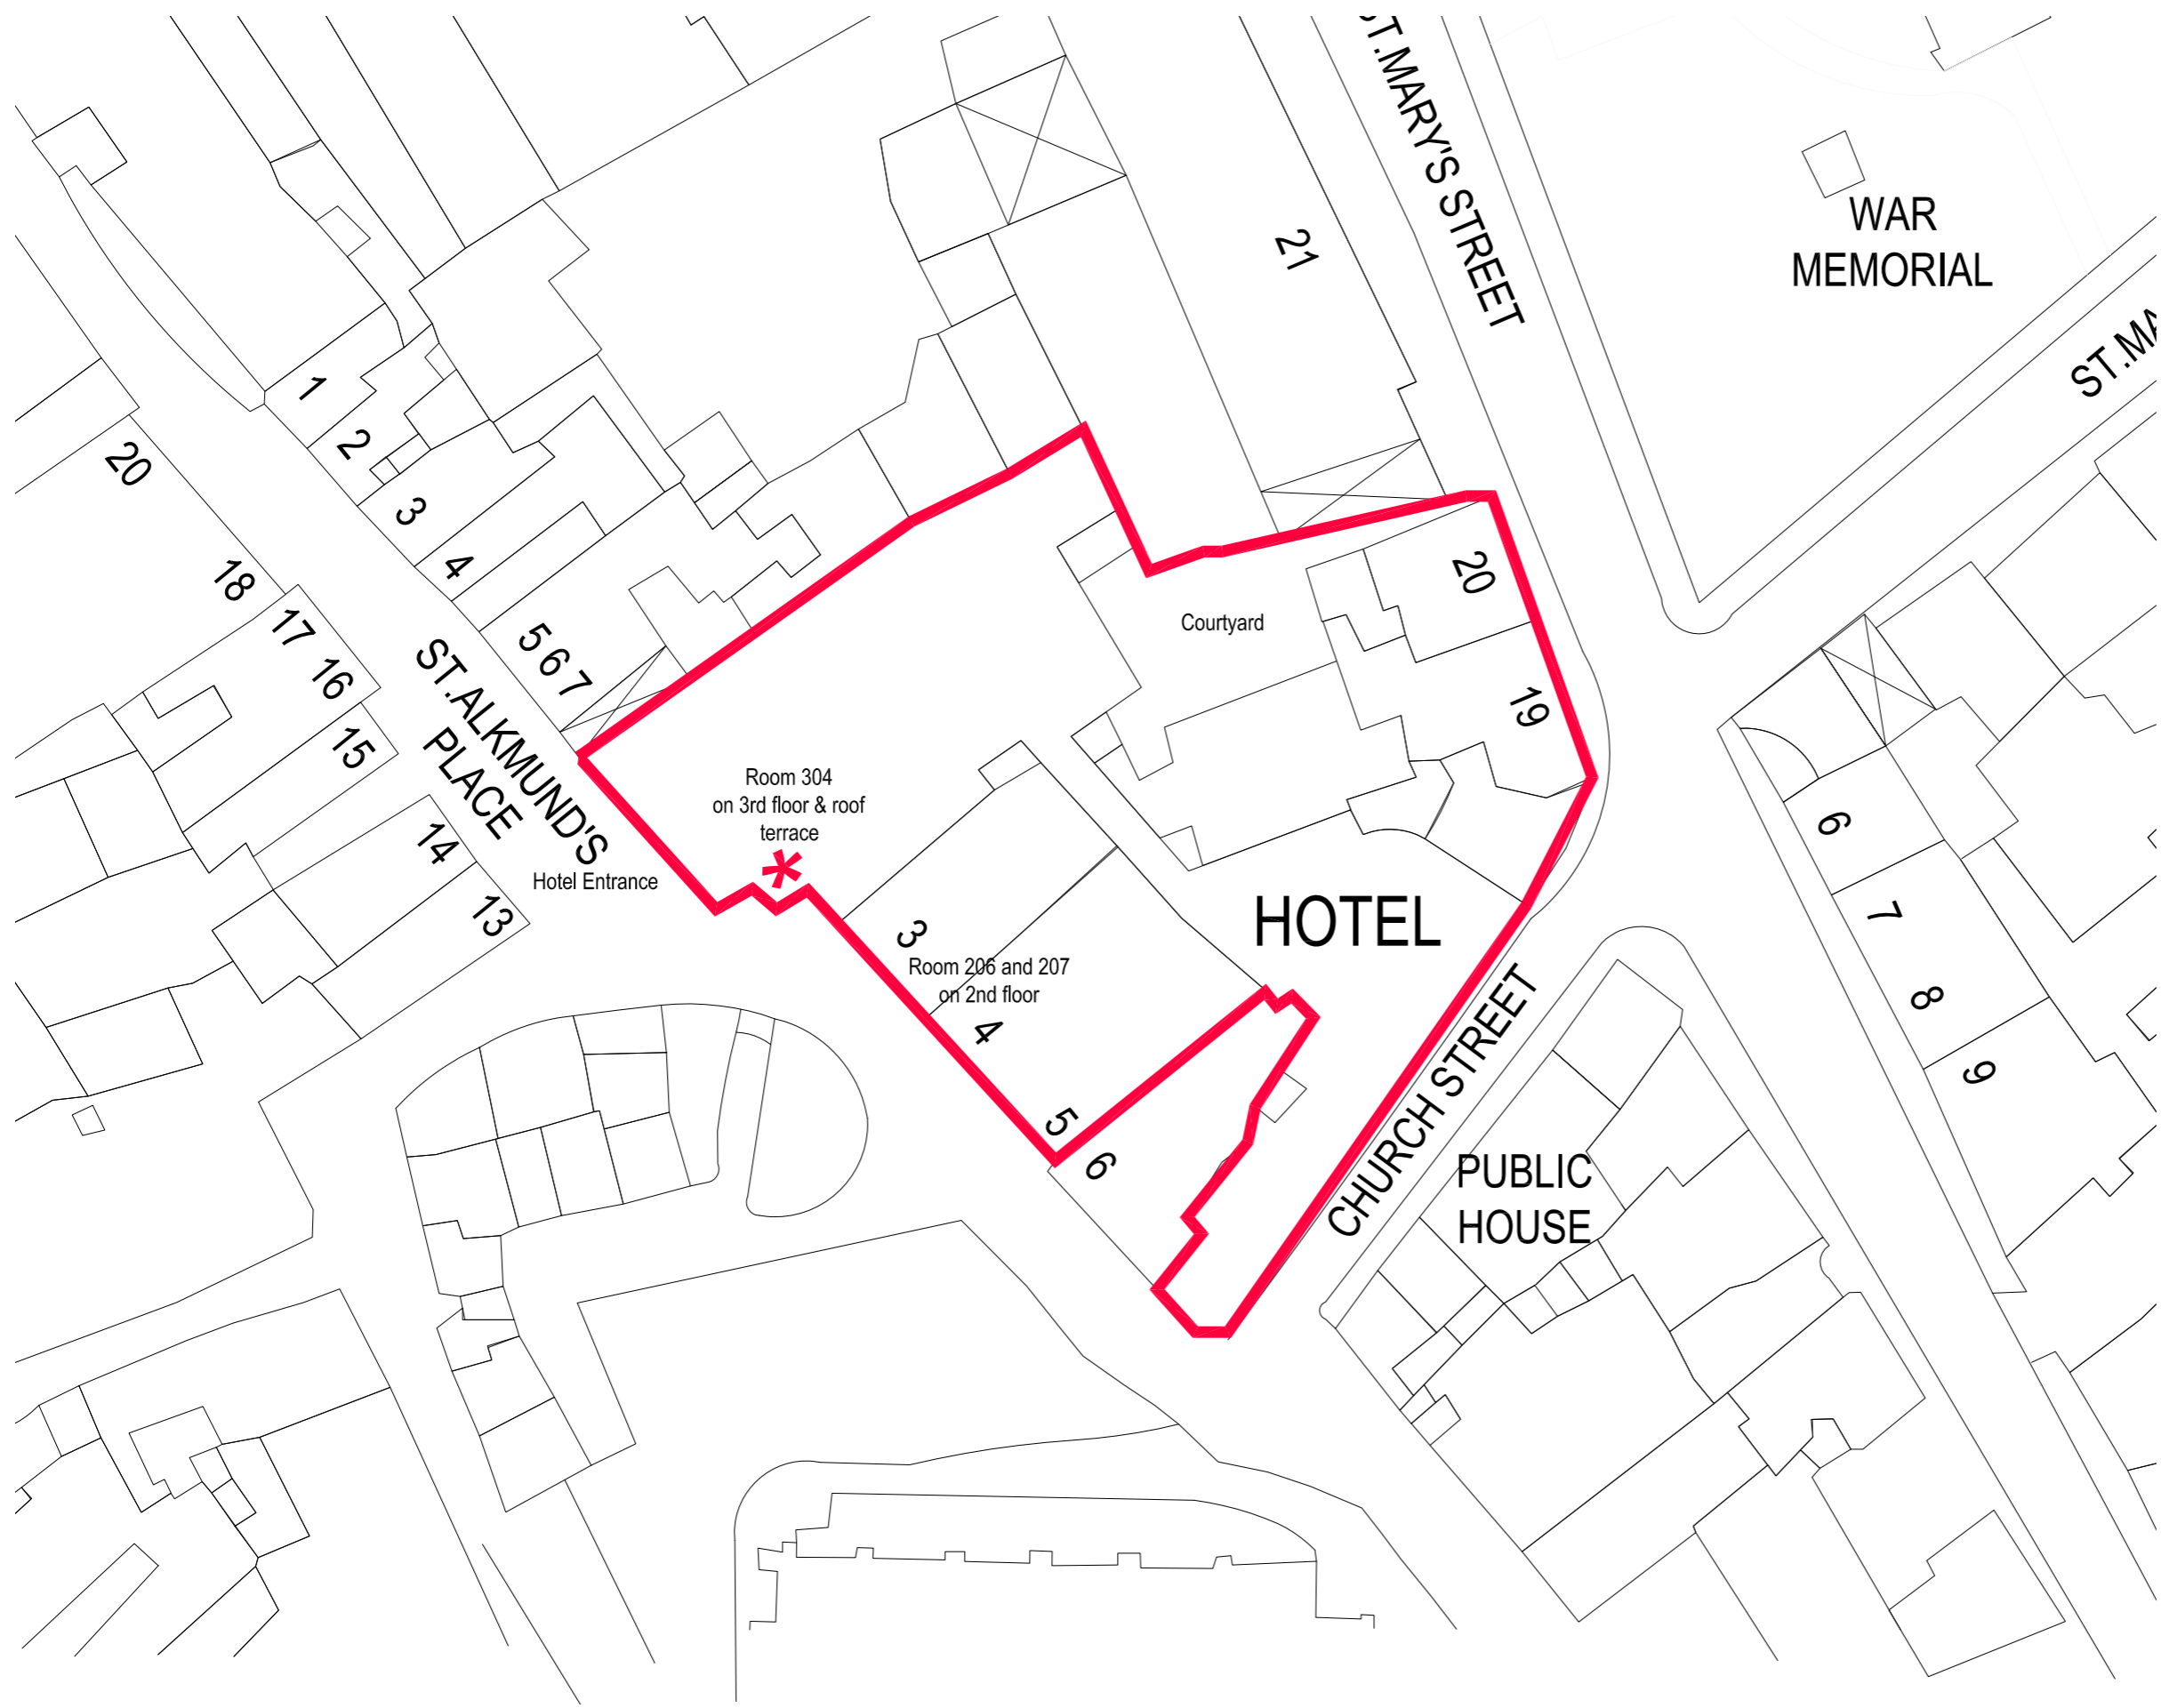 ST.MARY'S STREET
WAR
MEMORIAL
21
ST.MA
1
2
20
3
4
18
17
16
15
5 6 7
ST.ALKMUND'S
PLACE
Courtyard
20
19
Room 304
on 3rd floor & roof
terrace
*
Hotel Entrance
14
13
HOTEL
3
Room 206 and 207
on 2nd floor
4
5
6
CHURCH STREET
PUBLIC
HOUSE
6
7
8
9